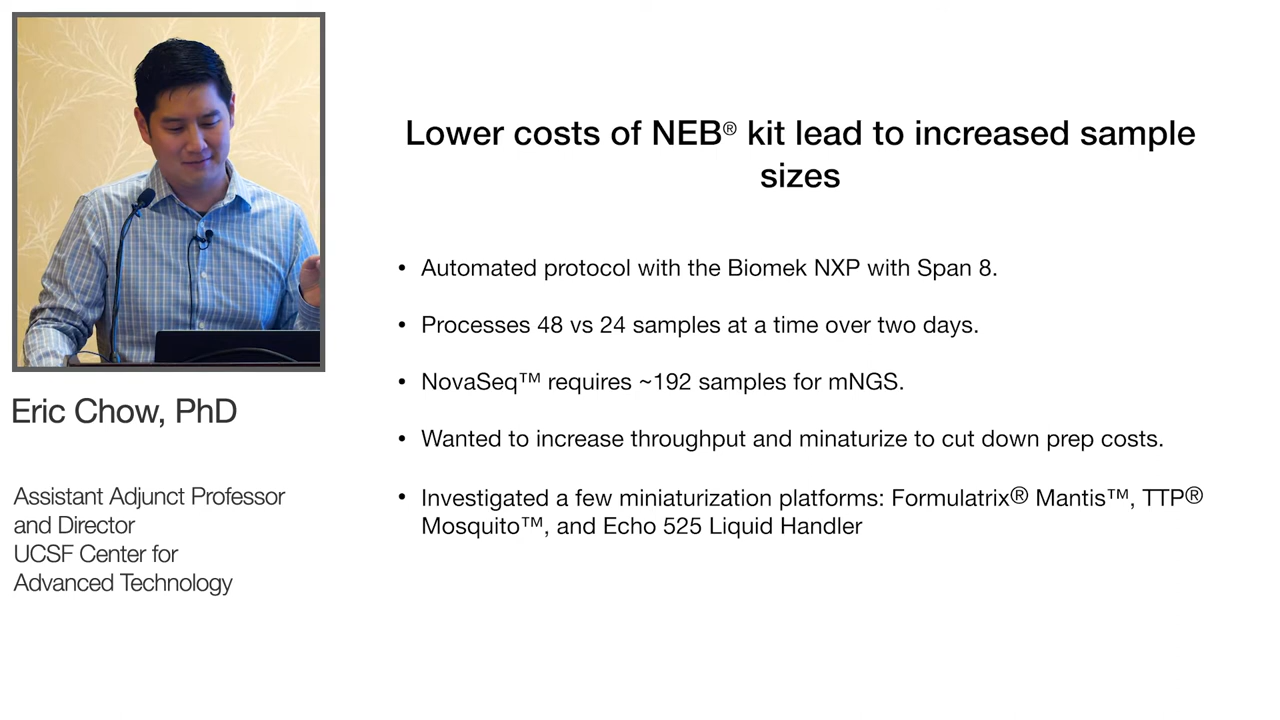 Lower costs of NEB® kit lead to increased sample
sizes
• Automated protocol with the Biomek NXP with Span 8.
• Processes 48 vs 24 samples at a time over two days.
• NovaSeq™ requires ~192 samples for mNGS.
• Wanted to increase throughput and minaturize to cut down prep costs.
• Investigated a few miniaturization platforms: Formulatrix® Mantis™, TTP®
Mosquito™, and Echo 525 Liquid Handler
Eric Chow, PhD
Assistant Adjunct Professor
and Director
UCSF Center for
Advanced Technology